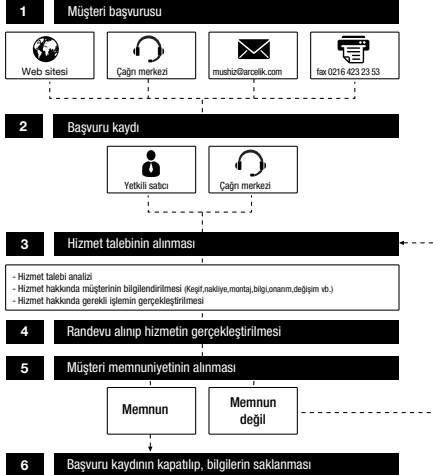 1 Müşteri başvurusu
Web sitesi
Çağrı merkezi
mushiz@arcelik.com
fax 0216 423 23 53
2 Başvuru kaydı
Yetkili satıcı
Çağrı merkezi
3 Hizmet talebinin alınması
- Hizmet talebi analizi
- Hizmet hakkında müşterinin bilgilendirilmesi (Keşif,nakliye,montaj,bilgi,onarım,değişim vb.)
- Hizmet hakkında gerekli işlemin gerçekleştirilmesi
4 Randevu alınıp hizmetin gerçekleştirilmesi
5 Müşteri memnuniyetinin alınması
Memnun
Memnun
değil
6 Başvuru kaydının kapatılıp, bilgilerin saklanması